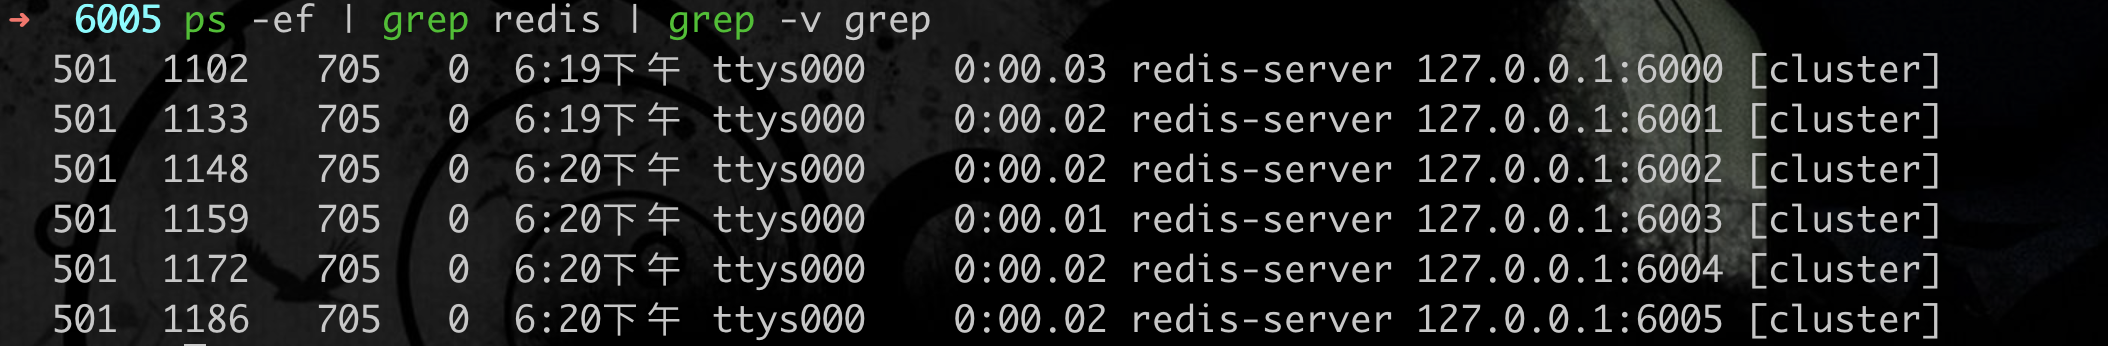 ➜ 6005 ps -ef | grep redis | grep -v grep
501 1102 705 0 6:19下午 ttys000 0:00.03 redis-server 127.0.0.1:6000 [cluster]
501 1133 705 0 6:19下午 ttys000 0:00.02 redis-server 127.0.0.1:6001 [cluster]
501 1148 705 0 6:20下午 ttys000 0:00.02 redis-server 127.0.0.1:6002 [cluster]
501 1159 705 0 6:20下午 ttys000 0:00.01 redis-server 127.0.0.1:6003 [cluster]
501 1172 705 0 6:20下午 ttys000 0:00.02 redis-server 127.0.0.1:6004 [cluster]
501 1186 705 0 6:20下午 ttys000 0:00.02 redis-server 127.0.0.1:6005 [cluster]